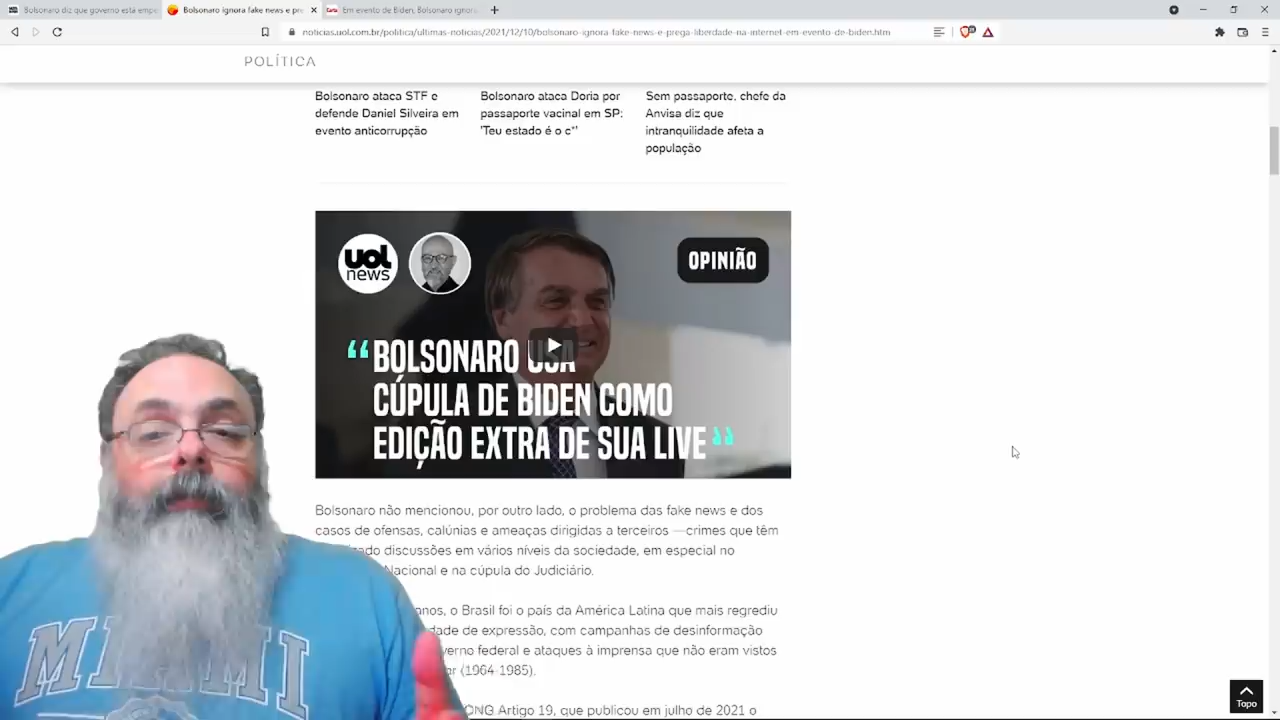 Bolsonaro diz que governo está empe
Bolsonaro ignora fake news e pre
Carta Em evento de Biden, Bolsonaro ignora
noticias.uol.com.br/politica/ultimas-noticias/2021/12/10/bolsonaro-ignora-fake-news-e-prega-liberdade-na-internet-em-evento-de-biden.htm
POLÍTICA
Bolsonaro ataca STF e
defende Daniel Silveira em
evento anticorrupção
Bolsonaro ataca Doria por
passaporte vacinal em SP:
'Teu estado é o c*'
Sem passaporte, chefe da
Anvisa diz que
intranquilidade afeta a
população
uol
news
OPINIÃO
“BOLSONARO USA
CÚPULA DE BIDEN COMO
EDIÇÃO EXTRA DE SUA LIVE”
Bolsonaro não mencionou, por outro lado, o problema das fake news e dos
casos de ofensas, calúnias e ameaças dirigidas a terceiros —crimes que têm
discussões em vários níveis da sociedade, em especial no
Nacional e na cúpula do Judiciário.
anos, o Brasil foi o país da América Latina que mais regrediu
dade de expressão, com campanhas de desinformação
verno federal e ataques à imprensa que não eram vistos
ar (1964-1985).
ONG Artigo 19, que publicou em julho de 2021 o
MIAMI
Topo